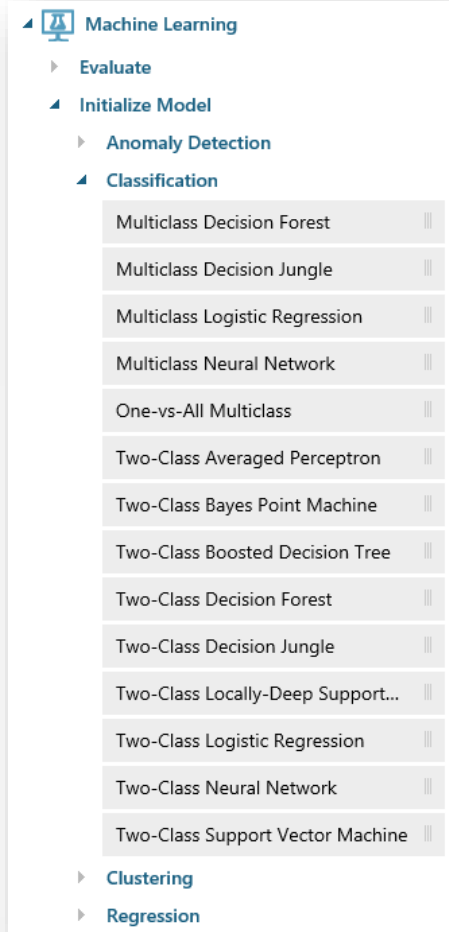 Machine Learning
Evaluate
Initialize Model
Anomaly Detection
Classification
Multiclass Decision Forest
Multiclass Decision Jungle
Multiclass Logistic Regression
Multiclass Neural Network
One-vs-All Multiclass
Two-Class Averaged Perceptron
Two-Class Bayes Point Machine
Two-Class Boosted Decision Tree
Two-Class Decision Forest
Two-Class Decision Jungle
Two-Class Locally-Deep Support...
Two-Class Logistic Regression
Two-Class Neural Network
Two-Class Support Vector Machine
Clustering
Regression